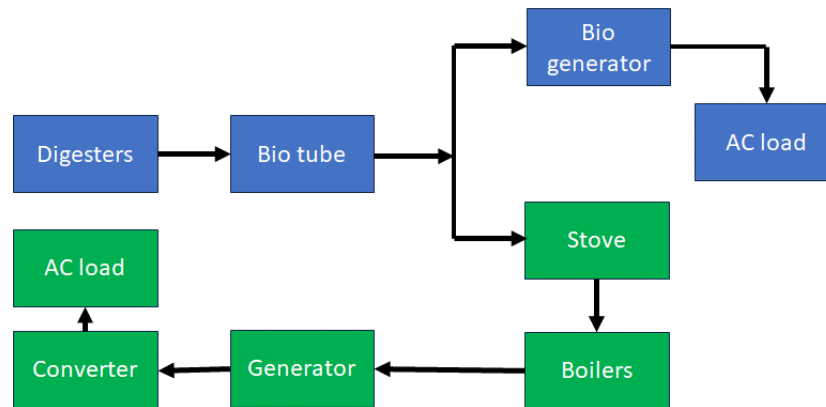 Bio
generator
AC load
Digesters
Bio tube
Stove
AC load
Boilers
Generator
Converter